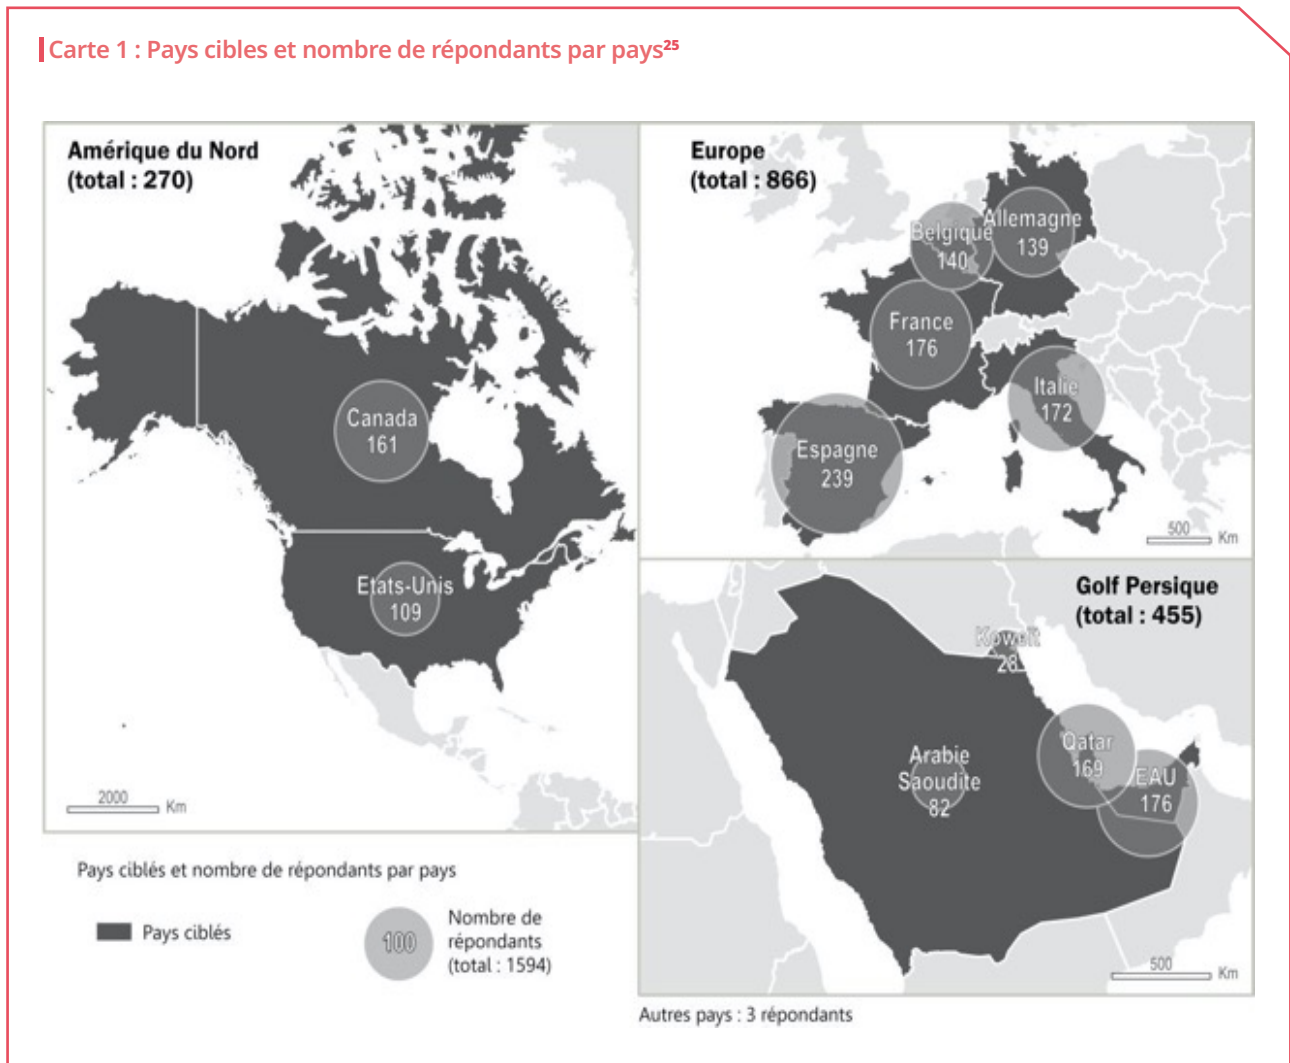 Carte 1 : Pays cibles et nombre de répondants par pays²⁵
Amérique du Nord
(total : 270)
Canada
161
Etats-Unis
109
2000
Km
Europe
(total : 866)
Belgique
140
Allemagne
139
France
176
Italie
172
Espagne
239
500
Km
Golf Persique
(total : 455)
Koweït
28
Qatar
169
EAU
176
Arabie
Saoudite
82
500
Km
Pays ciblés et nombre de répondants par pays
Pays ciblés
100
Nombre de
répondants
(total : 1594)
Autres pays : 3 répondants